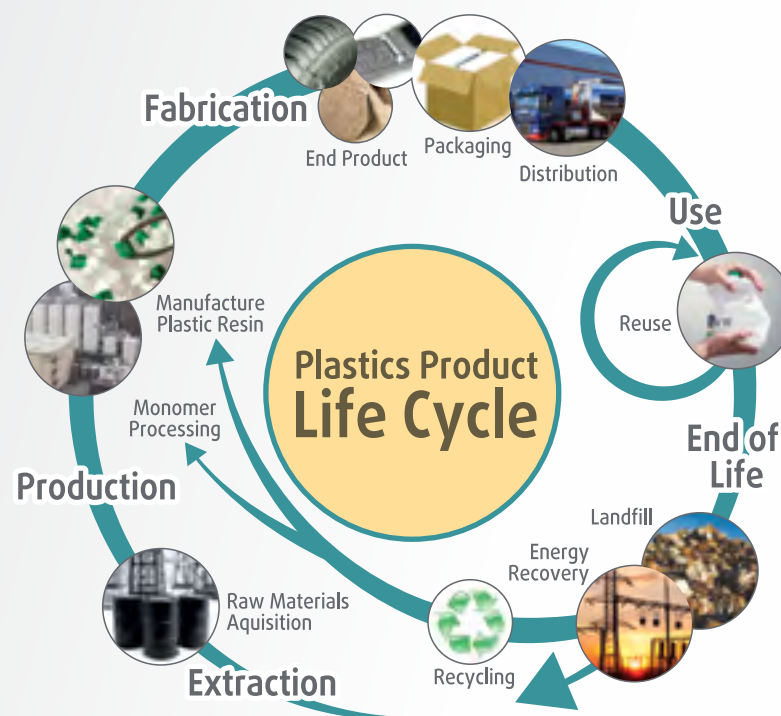 Fabrication
End Product
Packaging
Distribution
Use
Reuse
Manufacture
Plastic Resin
Plastics Product
Life Cycle
Monomer
Processing
Production
End of
Life
Landfill
Energy
Recovery
Raw Materials
Aquisition
Recycling
Extraction